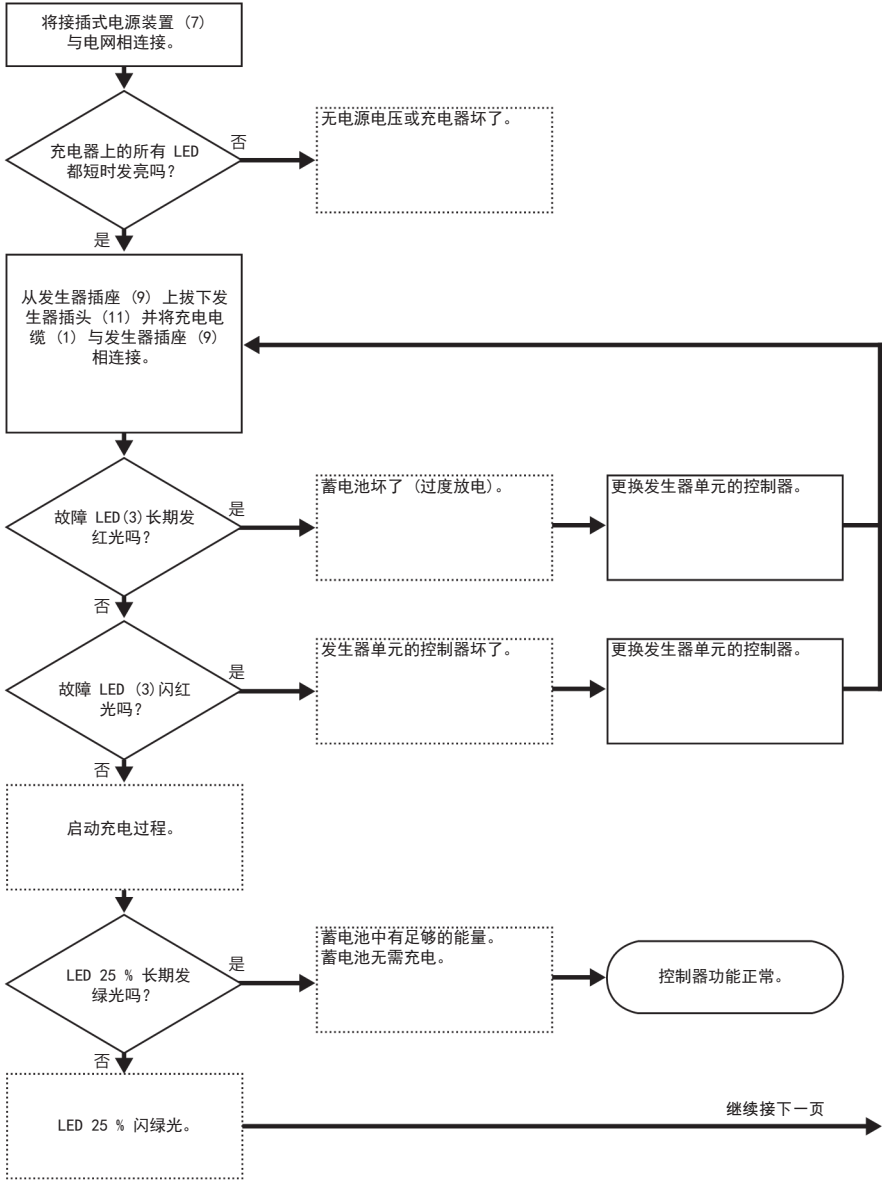 将接插式电源装置 (7)
与电网相连接。
充电器上的所有 LED
都短时发亮吗?
否
无电源电压或充电器坏了。
是
从发生器插座 (9) 上拔下发
生器插头 (11) 并将充电电
缆 (1) 与发生器插座 (9)
相连接。
故障 LED(3)长期发
红光吗?
是
蓄电池坏了 (过度放电)。
更换发生器单元的控制器。
否
故障 LED (3)闪红
光吗?
是
发生器单元的控制器坏了。
更换发生器单元的控制器。
否
启动充电过程。
LED 25 % 长期发
绿光吗?
是
蓄电池中有足够的能量。
蓄电池无需充电。
控制器功能正常。
否
LED 25 % 闪绿光。
继续接下一页